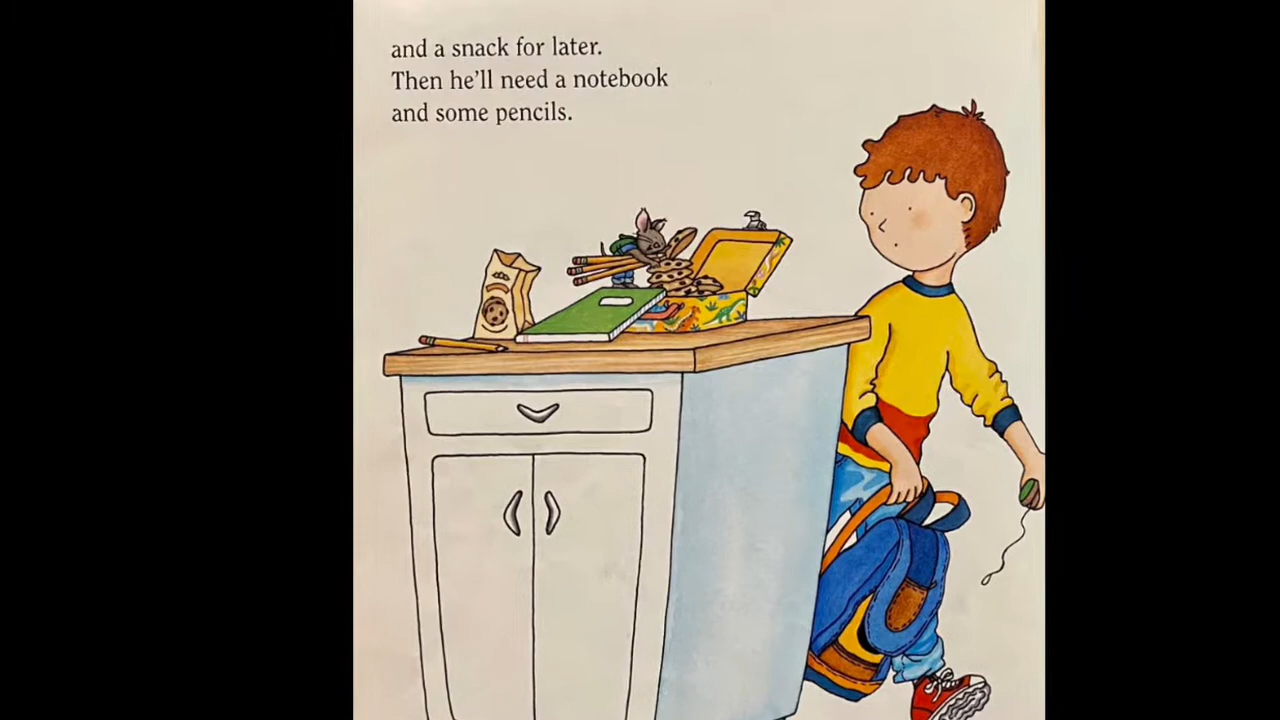 and a snack for later.
Then he'll need a notebook
and some pencils.